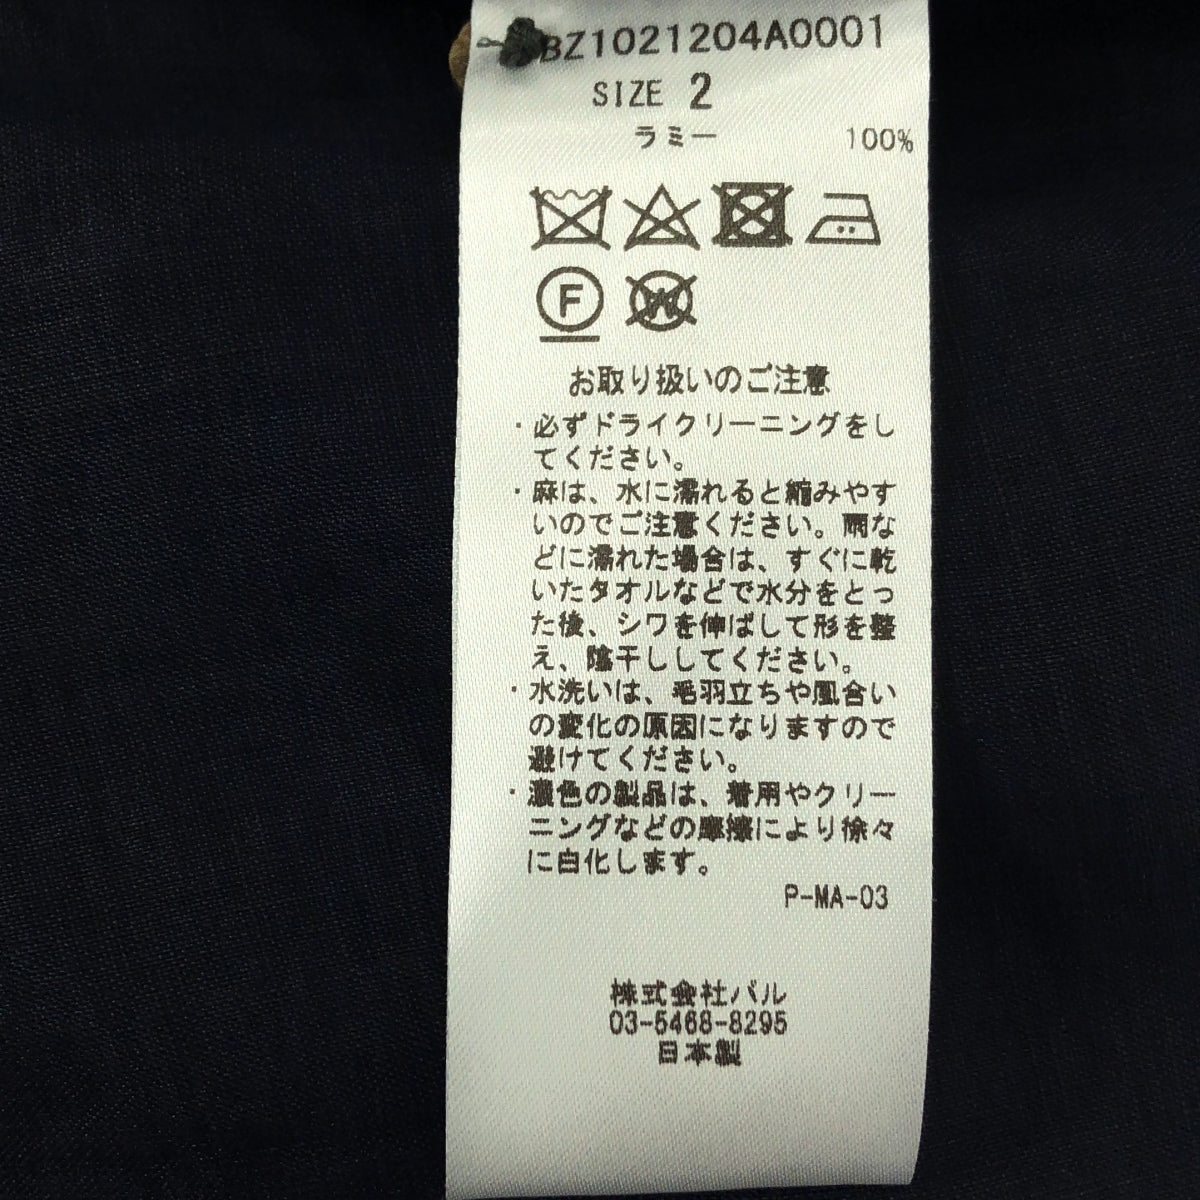 BZ1021204A0001
SIZE 2
ラミー 100%
F
W
お取り扱いのご注意
・必ずドライクリーニングをし
てください。
・麻は、水に濡れると縮みやす
いのでご注意ください。雨な
どに濡れた場合は、すぐに乾
いたタオルなどで水分をとっ
た後、シワを伸ばして形を整
え、陰干ししてください。
・水洗いは、毛羽立ちや風合い
の変化の原因になりますので
避けてください。
・濃色の製品は、着用やクリー
ニングなどの摩擦により徐々
に白化します。
P-MA-03
株式会社パル
03-5468-8295
日本製